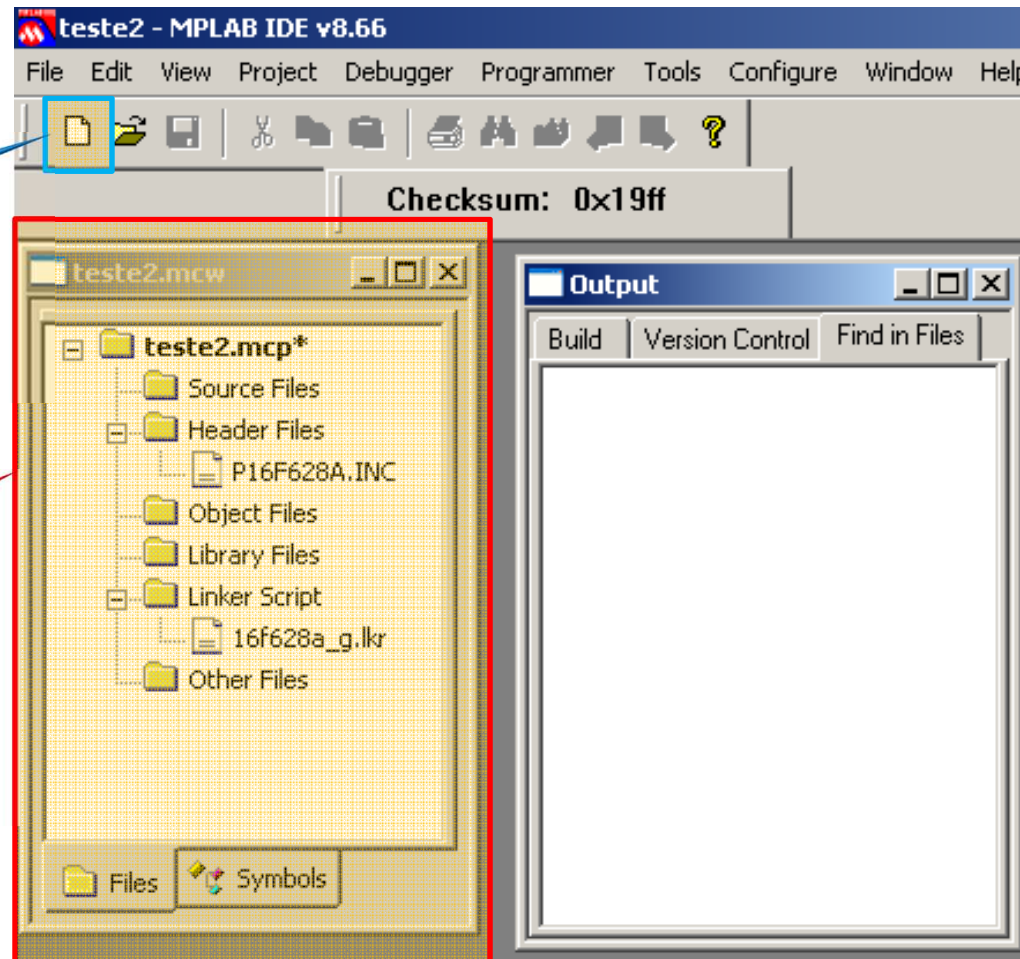 teste2 - MPLAB IDE v8.66
File Edit View Project Debugger Programmer Tools Configure Window Help
Checksum: 0x19ff
teste2.mcw
teste2.mcp*
Source Files
Header Files
P16F628A.INC
Object Files
Library Files
Linker Script
16f628a_g.lkr
Other Files
Files Symbols
Output
Build Version Control Find in Files